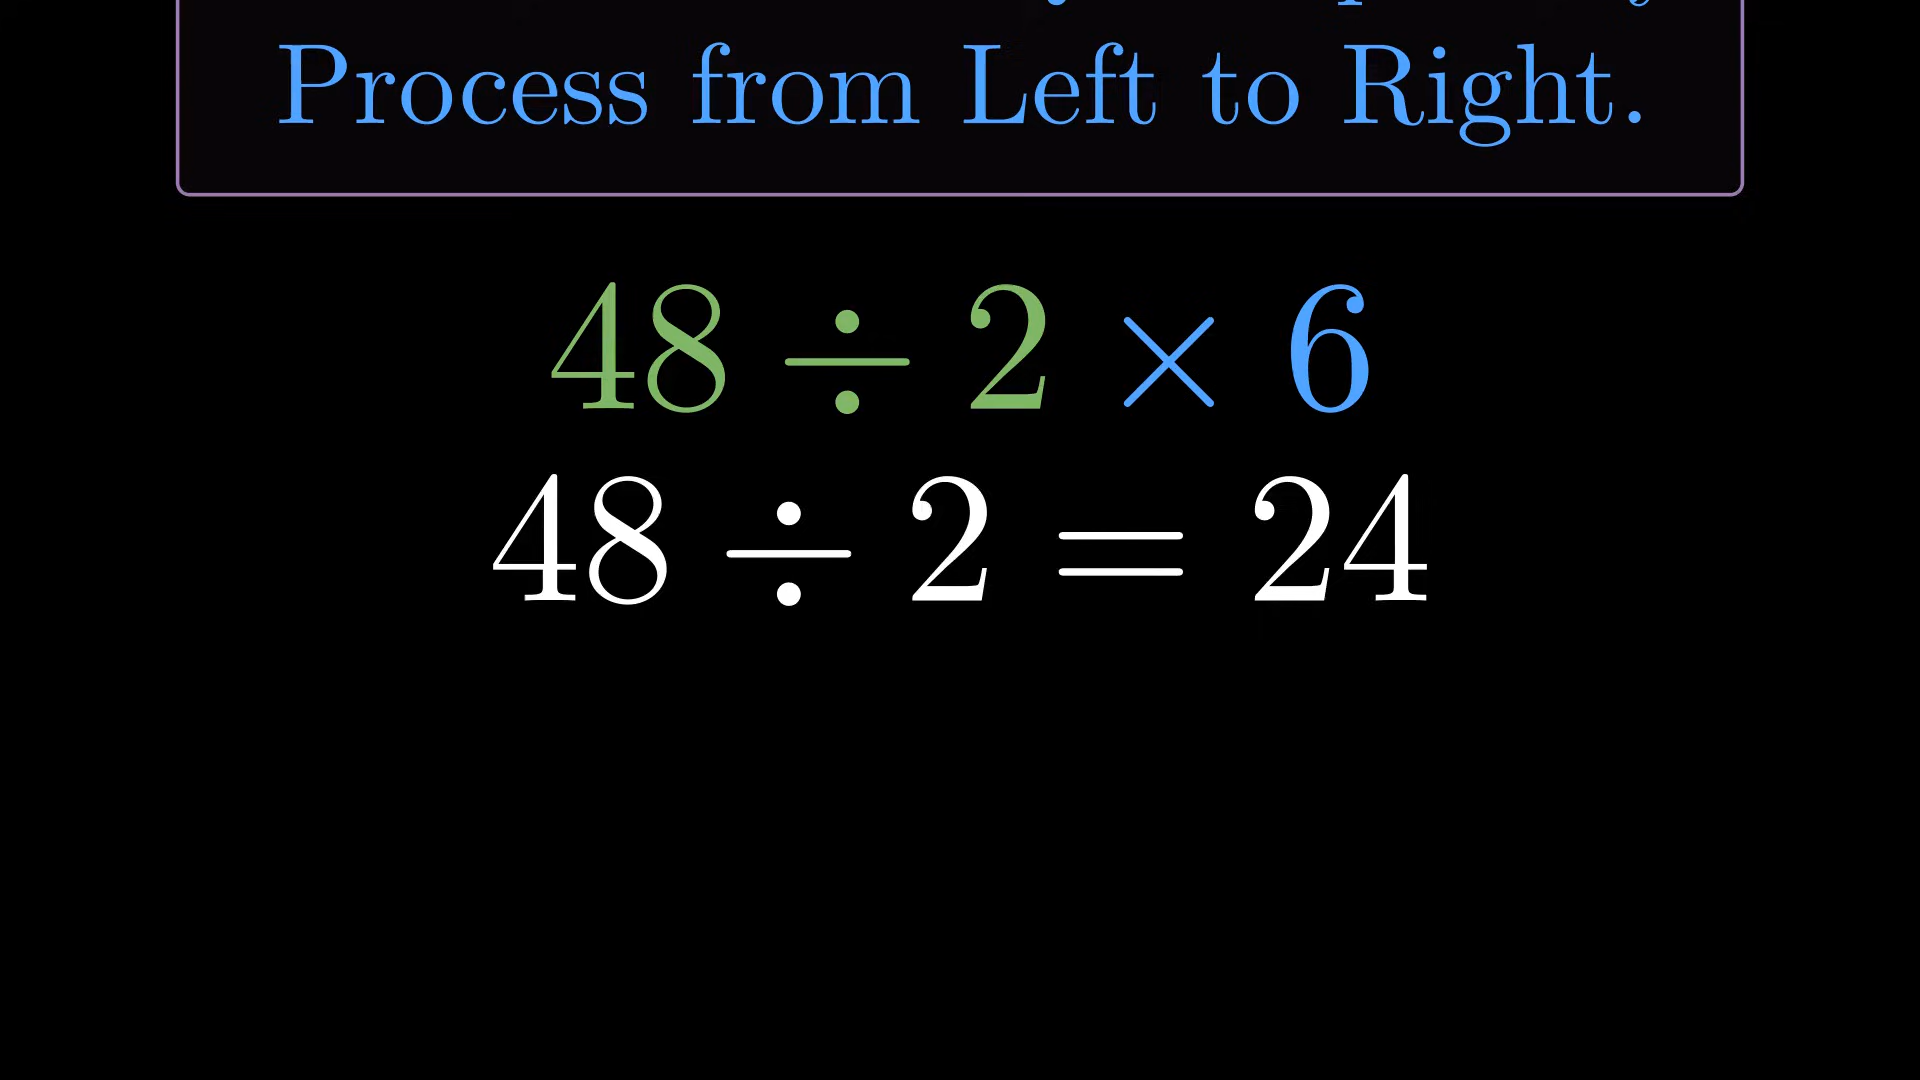 Process from Left to Right.
48 ÷ 2 × 6
48 ÷ 2 = 24